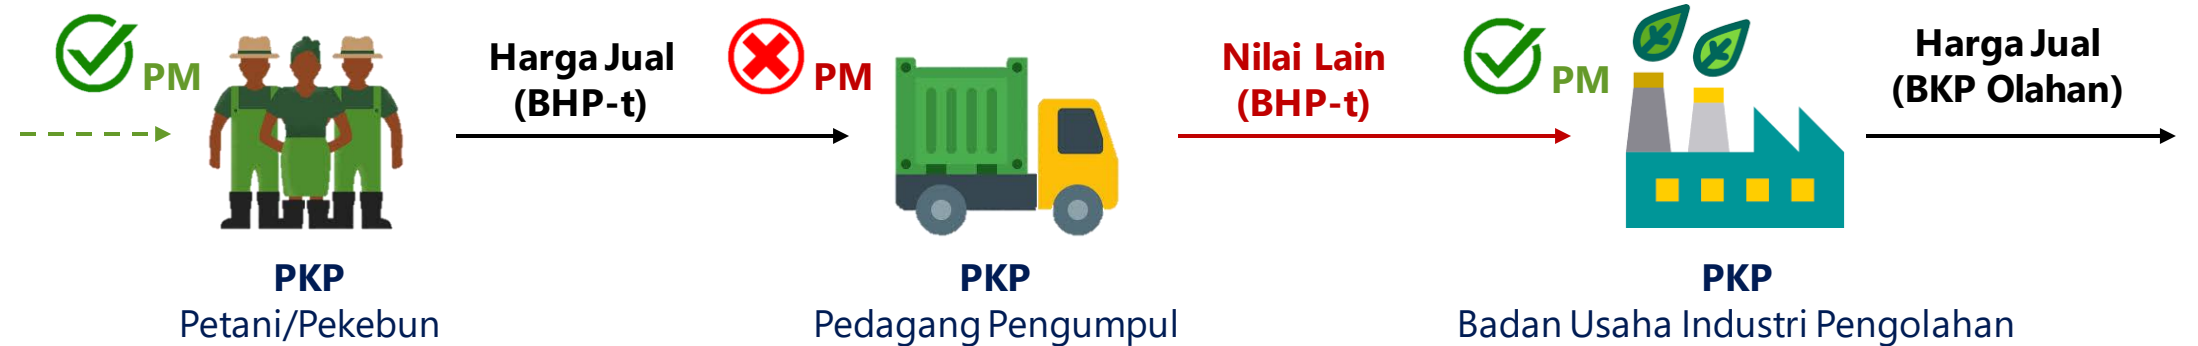 PM
Harga Jual
(BHP-t)
PM
Nilai Lain
(BHP-t)
PM
Harga Jual
(BKP Olahan)
PKP
Petani/Pekebun
PKP
Pedagang Pengumpul
PKP
Badan Usaha Industri Pengolahan